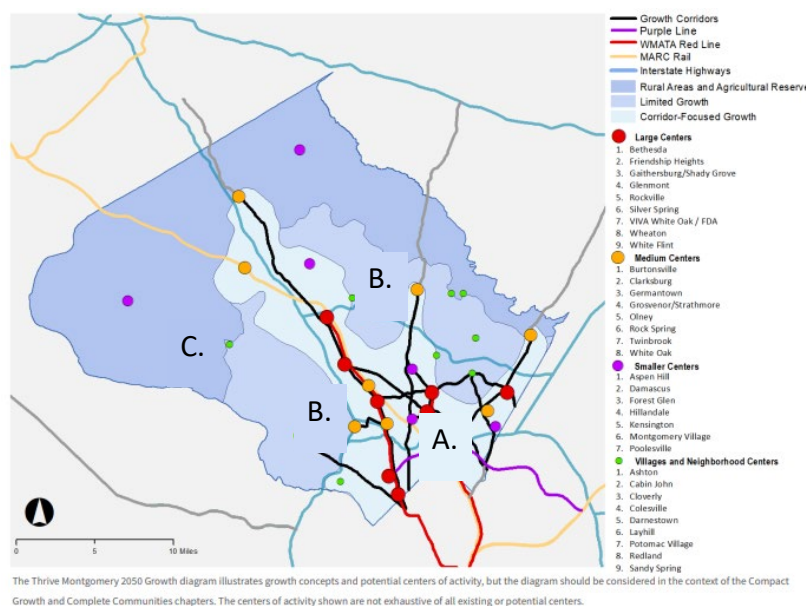 Growth Corridors
Purple Line
WMATA Red Line
MARC Rail
Interstate Highways
Rural Areas and Agricultural Reserve
Limited Growth
Corridor-Focused Growth
Large Centers
1. Bethesda
2. Friendship Heights
3. Gaithersburg/Shady Grove
4. Glenmont
5. Rockville
6. Silver Spring
7. VIVA White Oak / FDA
8. Wheaton
9. White Flint
Medium Centers
1. Burtonsville
2. Clarksburg
3. Germantown
4. Grosvenor/Strathmore
5. Olney
6. Rock Spring
7. Twinbrook
8. White Oak
Smaller Centers
1. Aspen Hill
2. Damascus
3. Forest Glen
4. Hillandale
5. Kensington
6. Montgomery Village
7. Poolesville
Villages and Neighborhood Centers
1. Ashton
2. Cabin John
3. Cloverly
4. Colesville
5. Darnestown
6. Layhill
7. Potomac Village
8. Redland
9. Sandy Spring
B.
C.
B.
A.
0 5 10 Miles
The Thrive Montgomery 2050 Growth diagram illustrates growth concepts and potential centers of activity, but the diagram should be considered in the context of the Compact
Growth and Complete Communities chapters. The centers of activity shown are not exhaustive of all existing or potential centers.